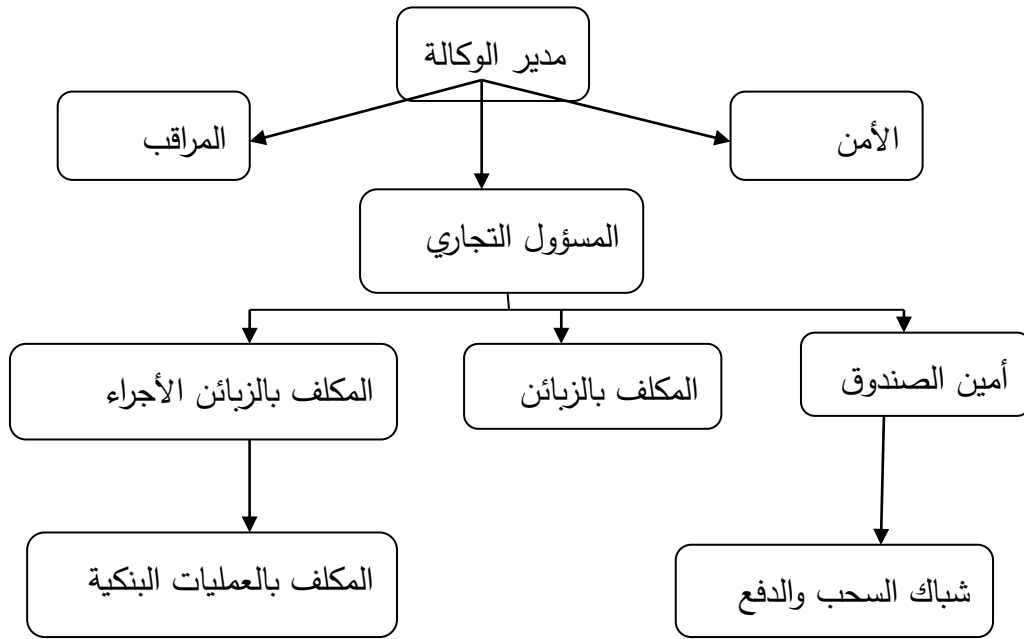 مدير الوكالة
الأمن
المراقب
المسؤول التجاري
أمين الصندوق
المكلف بالزبائن
المكلف بالزبائن الأجراء
شباك السحب والدفع
المكلف بالعمليات البنكية